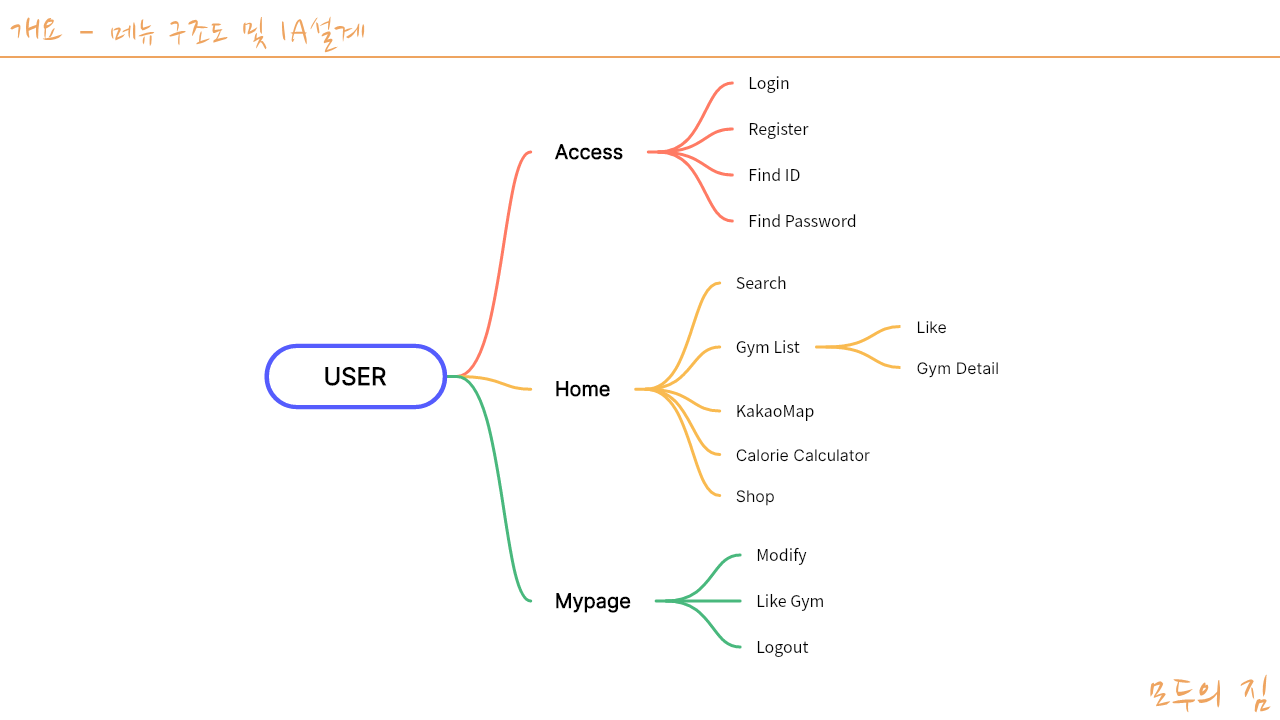 개요 - 메뉴 구조도 및 IA설계
USER
Access
Login
Register
Find ID
Find Password
Home
Search
Gym List
Like
Gym Detail
KakaoMap
Calorie Calculator
Shop
Mypage
Modify
Like Gym
Logout
모두의 짐